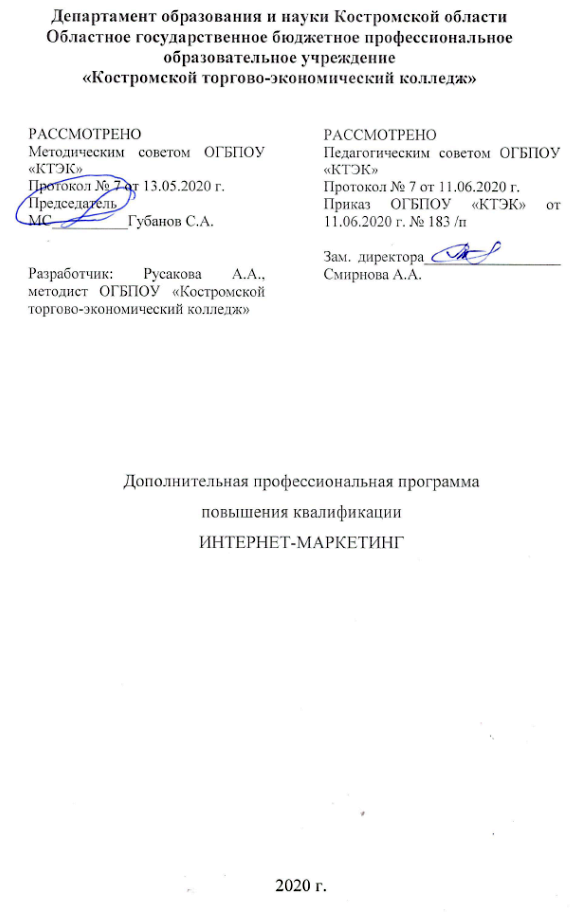 Департамент образования и науки Костромской области
Областное государственное бюджетное профессиональное
образовательное учреждение
«Костромской торгово-экономический колледж»
РАССМОТРЕНО
Методическим советом ОГБПОУ
«КТЭК»
Протокол № 7 от 13.05.2020 г.
Председатель
МС__________Губанов С.А.
Разработчик: Русакова А.А.,
методист ОГБПОУ «Костромской
торгово-экономический колледж»
РАССМОТРЕНО
Педагогическим советом ОГБПОУ
«КТЭК»
Протокол № 7 от 11.06.2020 г.
Приказ ОГБПОУ «КТЭК» от
11.06.2020 г. № 183 /п
Зам. директора__________________
Смирнова А.А.
Дополнительная профессиональная программа
повышения квалификации
ИНТЕРНЕТ-МАРКЕТИНГ
2020 г.